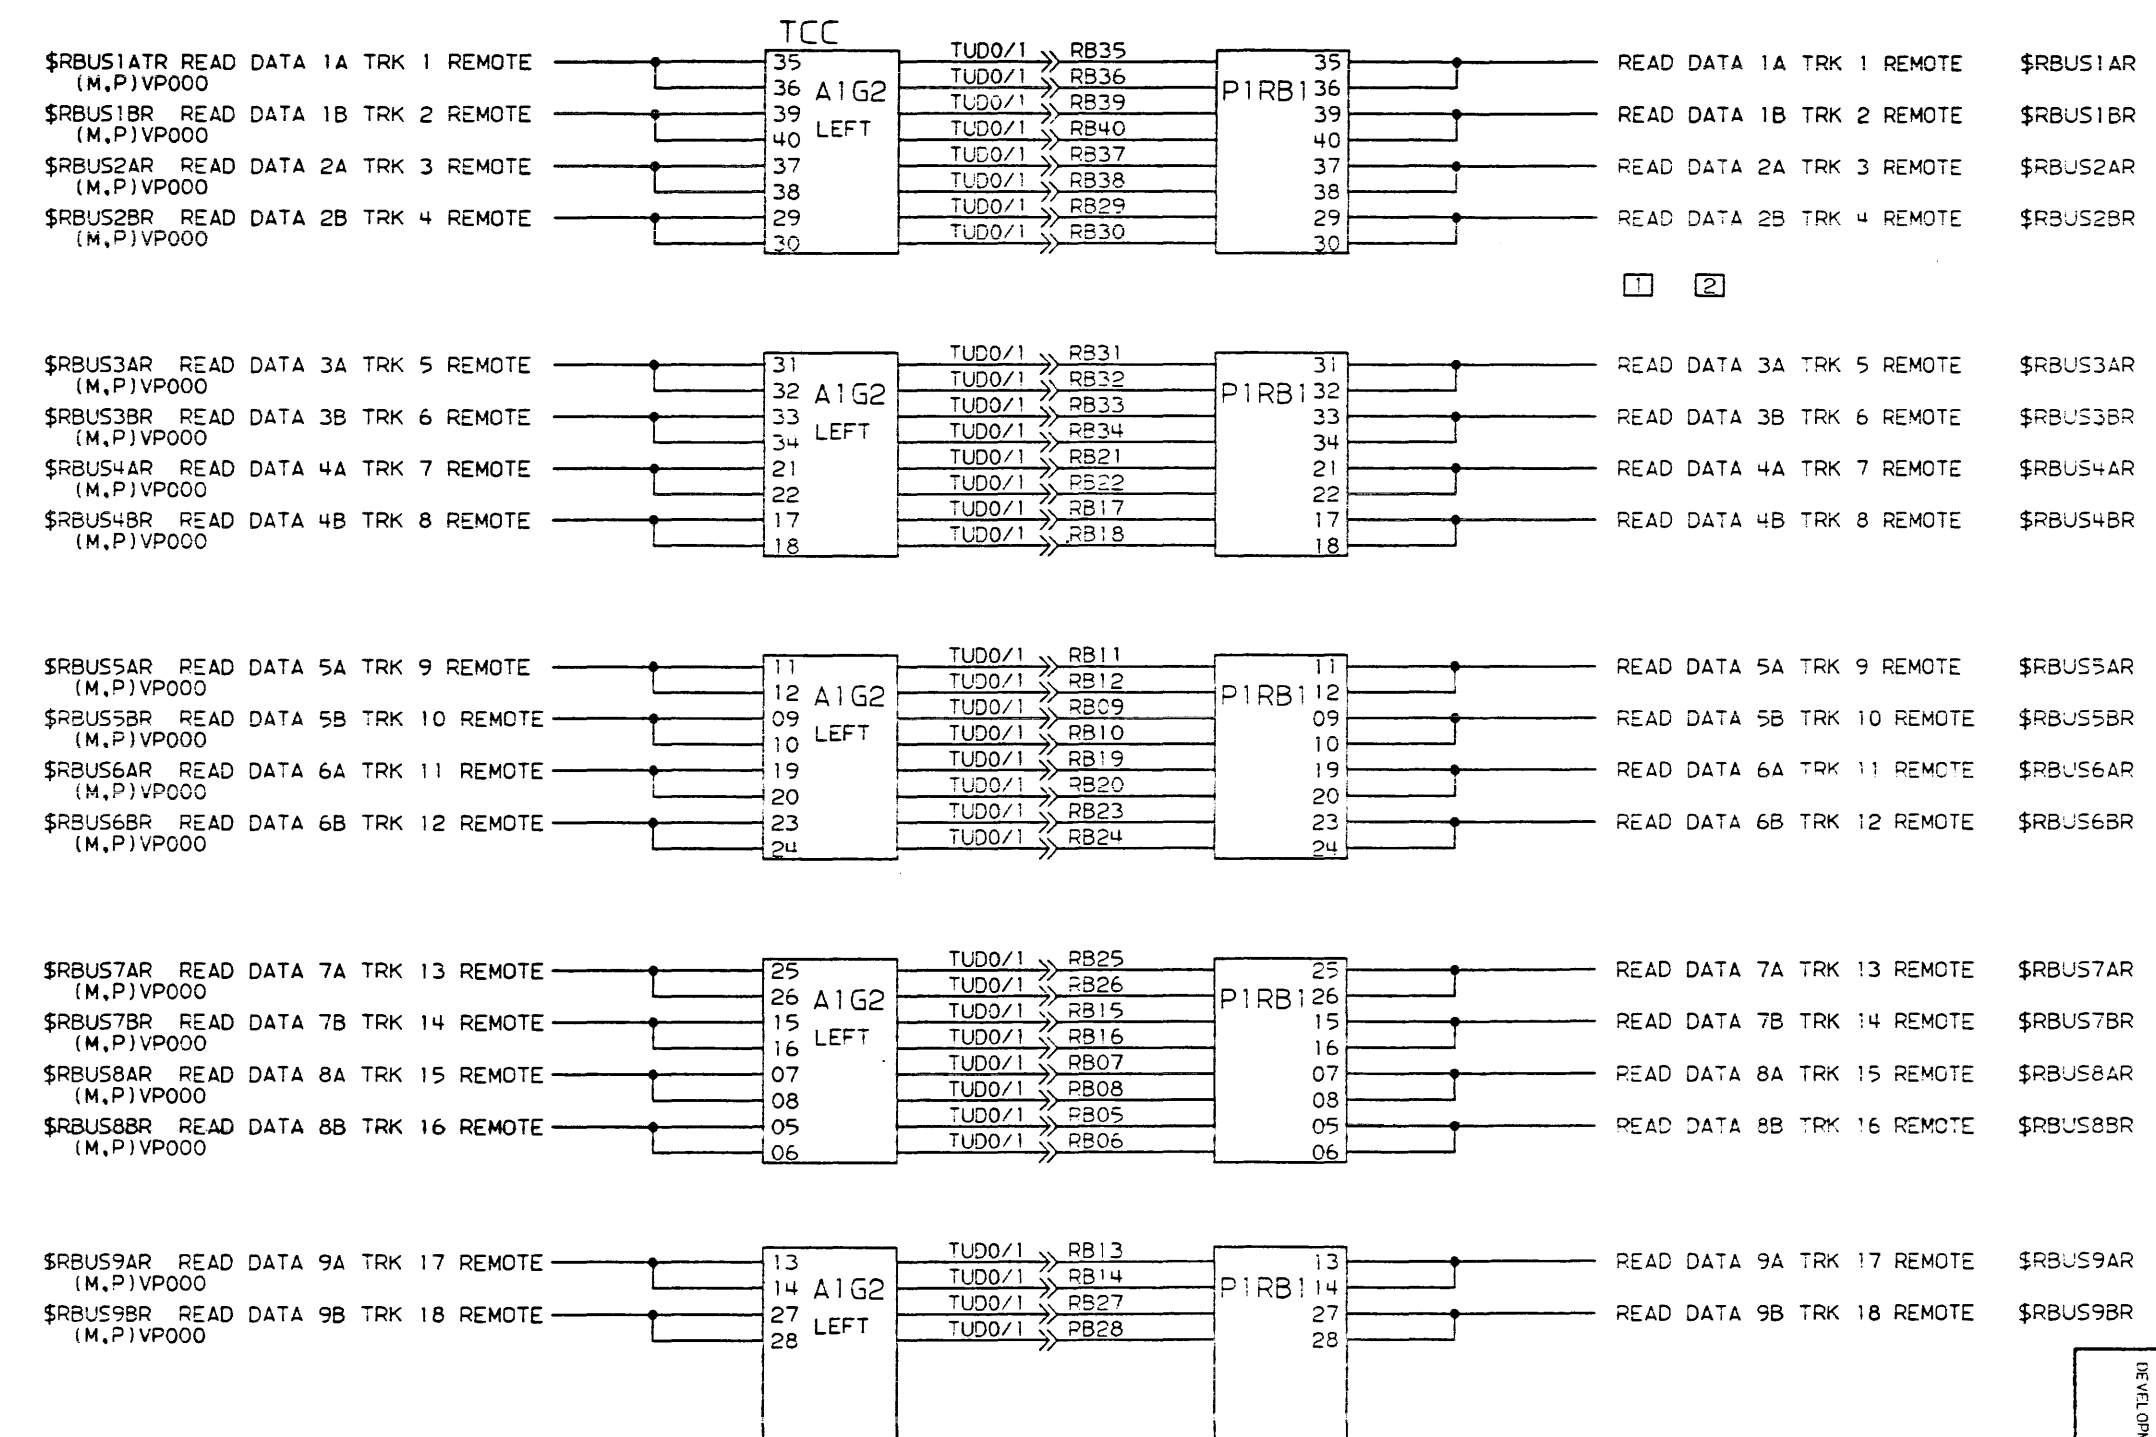 TCC
$RBUS1ATR READ DATA 1A TRK 1 REMOTE 35 TUD0/1 RB35 35 READ DATA 1A TRK 1 REMOTE $RBUS1AR
(M,P)VP000 36 A1G2 TUD0/1 RB36 P1RB1 36
$RBUS1BR READ DATA 1B TRK 2 REMOTE 39 TUD0/1 RB39 39 READ DATA 1B TRK 2 REMOTE $RBUS1BR
(M,P)VP000 40 LEFT TUD0/1 RB40 40
$RBUS2AR READ DATA 2A TRK 3 REMOTE 37 TUD0/1 RB37 37 READ DATA 2A TRK 3 REMOTE $RBUS2AR
(M,P)VP000 38 TUD0/1 RB38 38
$RBUS2BR READ DATA 2B TRK 4 REMOTE 29 TUD0/1 RB29 29 READ DATA 2B TRK 4 REMOTE $RBUS2BR
(M,P)VP000 30 TUD0/1 RB30 30
1 2
$RBUS3AR READ DATA 3A TRK 5 REMOTE 31 TUD0/1 RB31 31 READ DATA 3A TRK 5 REMOTE $RBUS3AR
(M,P)VP000 32 A1G2 TUD0/1 RB32 P1RB1 32
$RBUS3BR READ DATA 3B TRK 6 REMOTE 33 TUD0/1 RB33 33 READ DATA 3B TRK 6 REMOTE $RBUS3BR
(M,P)VP000 34 LEFT TUD0/1 RB34 34
$RBUS4AR READ DATA 4A TRK 7 REMOTE 21 TUD0/1 RB21 21 READ DATA 4A TRK 7 REMOTE $RBUS4AR
(M,P)VP000 22 TUD0/1 RB22 22
$RBUS4BR READ DATA 4B TRK 8 REMOTE 17 TUD0/1 RB17 17 READ DATA 4B TRK 8 REMOTE $RBUS4BR
(M,P)VP000 18 TUD0/1 RB18 18
$RBUS5AR READ DATA 5A TRK 9 REMOTE 11 TUD0/1 RB11 11 READ DATA 5A TRK 9 REMOTE $RBUS5AR
(M,P)VP000 12 A1G2 TUD0/1 RB12 P1RB1 12
$RBUS5BR READ DATA 5B TRK 10 REMOTE 09 TUD0/1 RB09 09 READ DATA 5B TRK 10 REMOTE $RBUS5BR
(M,P)VP000 10 LEFT TUD0/1 RB10 10
$RBUS6AR READ DATA 6A TRK 11 REMOTE 19 TUD0/1 RB19 19 READ DATA 6A TRK 11 REMOTE $RBUS6AR
(M,P)VP000 20 TUD0/1 RB20 20
$RBUS6BR READ DATA 6B TRK 12 REMOTE 23 TUD0/1 RB23 23 READ DATA 6B TRK 12 REMOTE $RBUS6BR
(M,P)VP000 24 TUD0/1 RB24 24
$RBUS7AR READ DATA 7A TRK 13 REMOTE 25 TUD0/1 RB25 25 READ DATA 7A TRK 13 REMOTE $RBUS7AR
(M,P)VP000 26 A1G2 TUD0/1 RB26 P1RB1 26
$RBUS7BR READ DATA 7B TRK 14 REMOTE 15 TUD0/1 RB15 15 READ DATA 7B TRK 14 REMOTE $RBUS7BR
(M,P)VP000 16 LEFT TUD0/1 RB16 16
$RBUS8AR READ DATA 8A TRK 15 REMOTE 07 TUD0/1 RB07 07 READ DATA 8A TRK 15 REMOTE $RBUS8AR
(M,P)VP000 08 TUD0/1 RB08 08
$RBUS8BR READ DATA 8B TRK 16 REMOTE 05 TUD0/1 RB05 05 READ DATA 8B TRK 16 REMOTE $RBUS8BR
(M,P)VP000 06 TUD0/1 RB06 06
$RBUS9AR READ DATA 9A TRK 17 REMOTE 13 TUD0/1 RB13 13 READ DATA 9A TRK 17 REMOTE $RBUS9AR
(M,P)VP000 14 A1G2 TUD0/1 RB14 P1RB1 14
$RBUS9BR READ DATA 9B TRK 18 REMOTE 27 TUD0/1 RB27 27 READ DATA 9B TRK 18 REMOTE $RBUS9BR
(M,P)VP000 28 LEFT TUD0/1 RB28 28